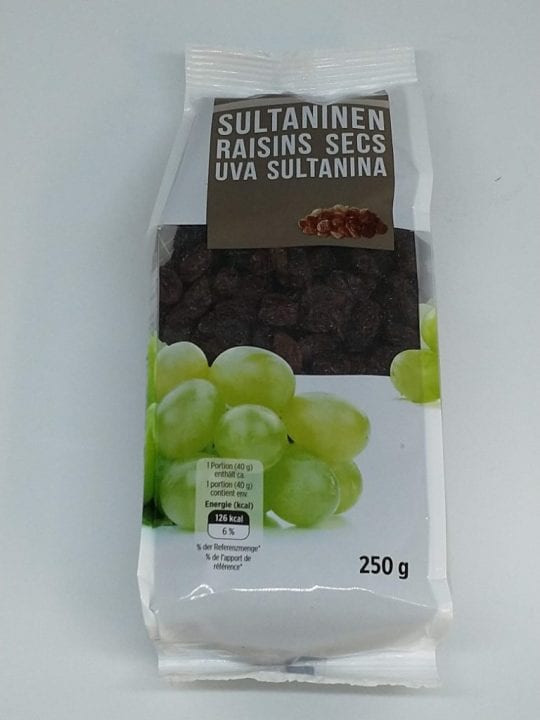 SULTANINEN
RAISINS SECS
UVA SULTANINA
1 Portion (40 g)
enthält ca.
1 portion (40 g)
contient env.
Energie (kcal)
126 kcal
6 %
% der Referenzmenge*
% de l'apport de
référence*
250 g